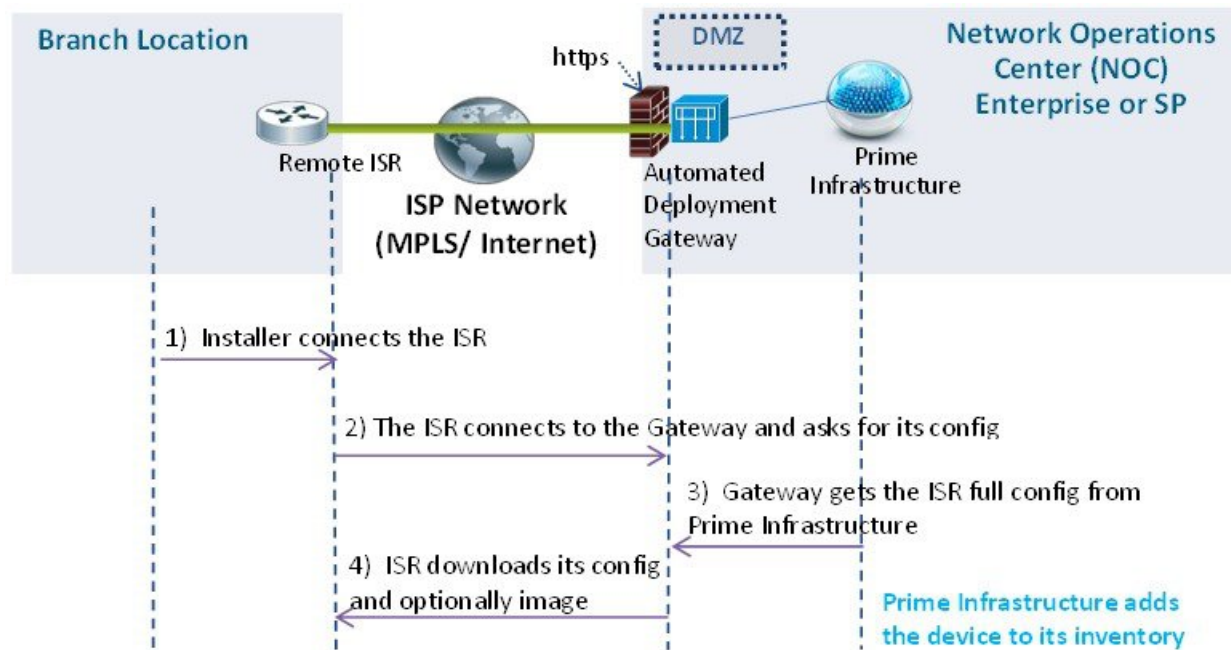 Branch Location
DMZ
Network Operations
Center (NOC)
Enterprise or SP
https
Remote ISR
ISP Network
(MPLS/ Internet)
Automated
Deployment
Gateway
Prime
Infrastructure
1) Installer connects the ISR
2) The ISR connects to the Gateway and asks for its config
3) Gateway gets the ISR full config from
Prime Infrastructure
4) ISR downloads its config
and optionally image
Prime Infrastructure adds
the device to its inventory